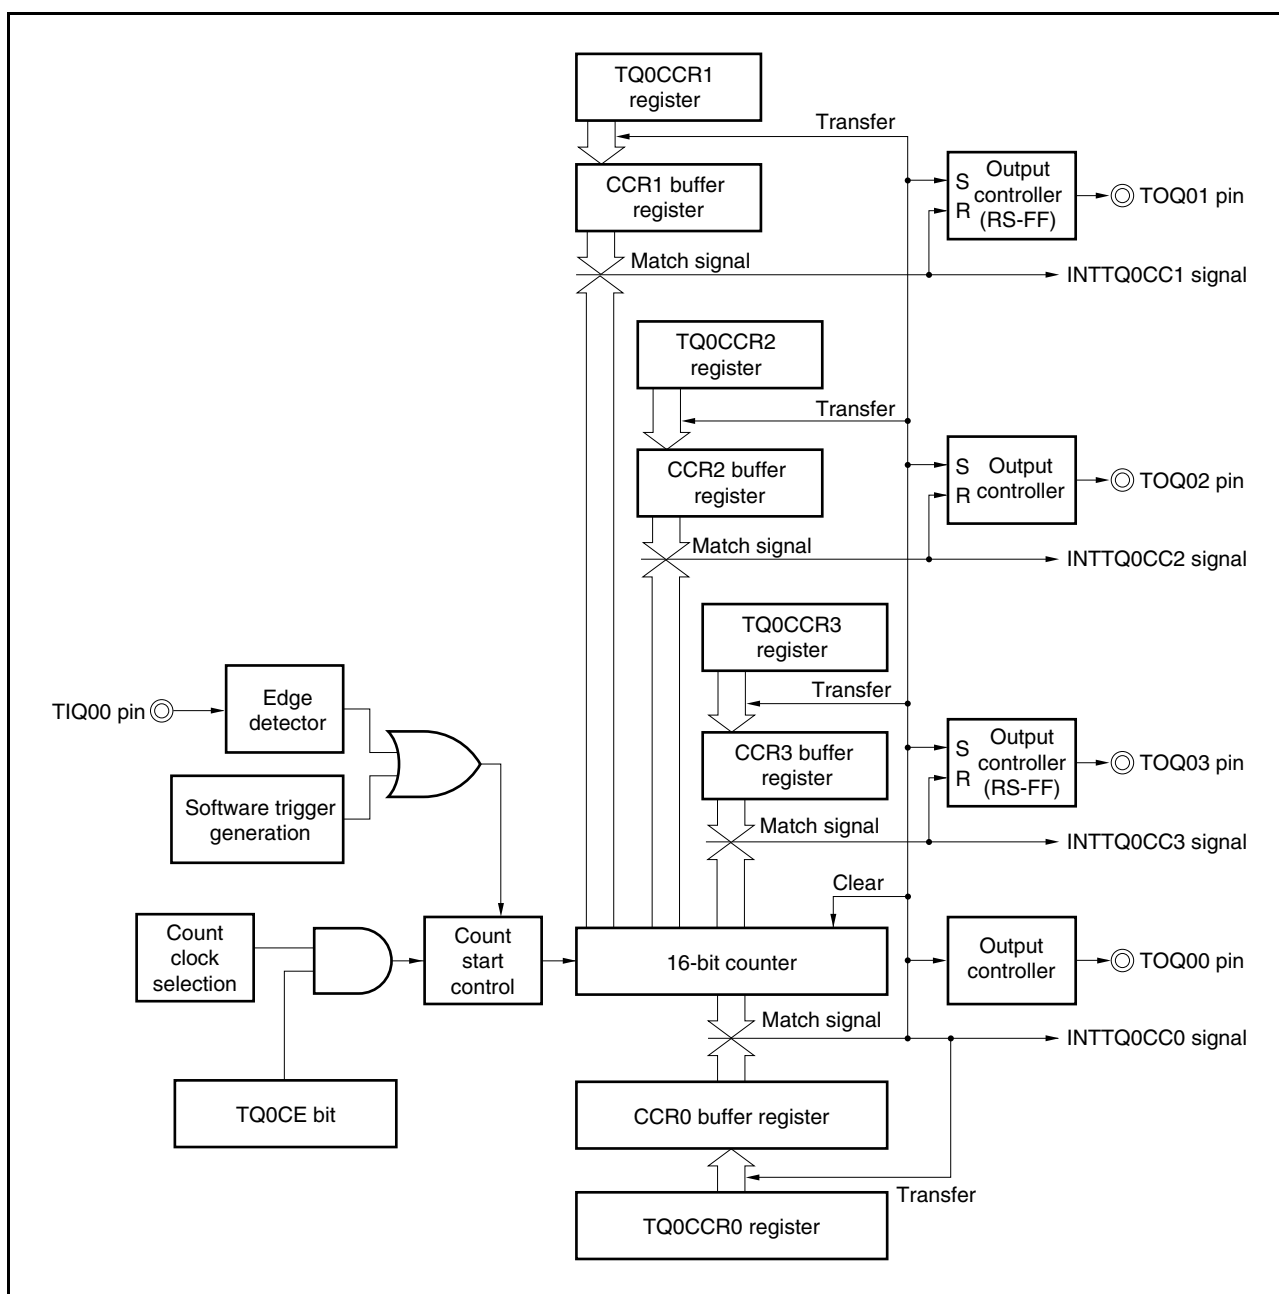 TQ0CCR1
register
Transfer
CCR1 buffer
register
S
R
Output
controller
(RS-FF)
TOQ01 pin
Match signal
INTTQ0CC1 signal
TQ0CCR2
register
Transfer
CCR2 buffer
register
S
R
Output
controller
TOQ02 pin
Match signal
INTTQ0CC2 signal
TQ0CCR3
register
Transfer
TIQ00 pin
Edge
detector
CCR3 buffer
register
S
R
Output
controller
(RS-FF)
TOQ03 pin
Software trigger
generation
Match signal
INTTQ0CC3 signal
Clear
Count
clock
selection
Count
start
control
16-bit counter
Output
controller
TOQ00 pin
Match signal
INTTQ0CC0 signal
TQ0CE bit
CCR0 buffer register
Transfer
TQ0CCR0 register